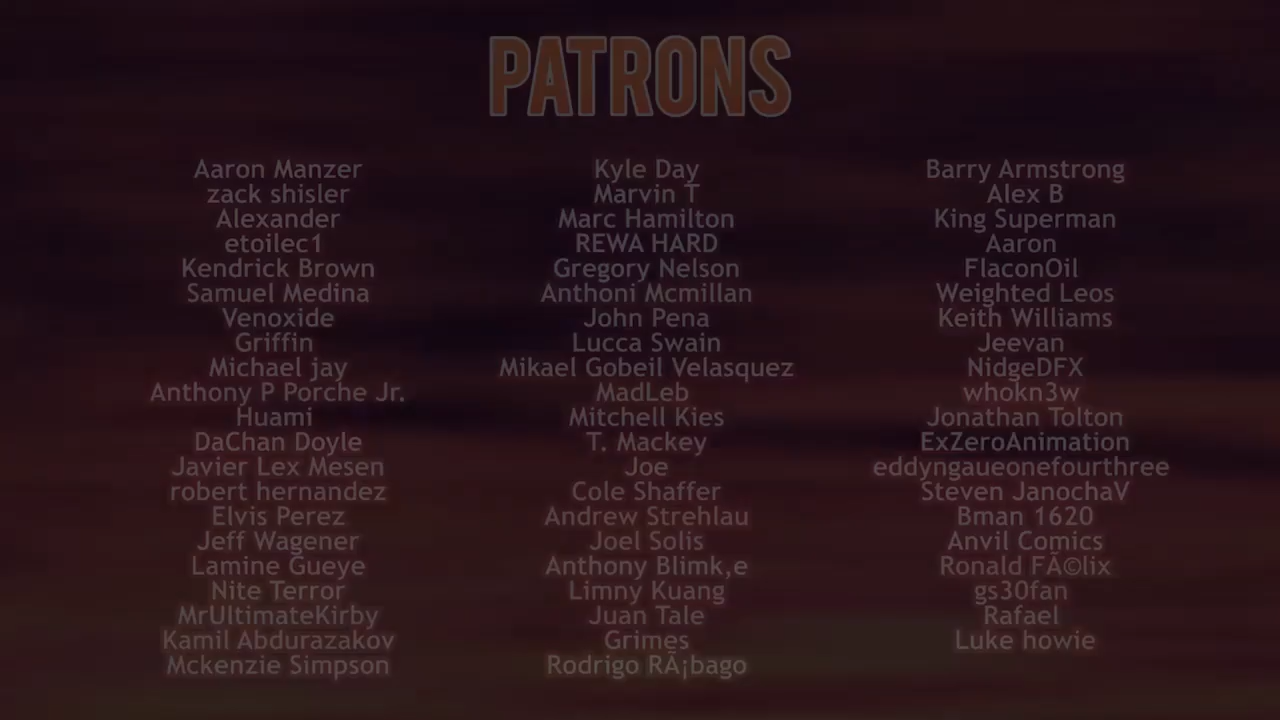 PATRONS
Aaron Manzer
zack shisler
Alexander
etoilec1
Kendrick Brown
Samuel Medina
Venoxide
Griffin
Michael jay
Anthony P Porche Jr.
Huami
DaChan Doyle
Javier Lex Mesen
robert hernandez
Elvis Perez
Jeff Wagener
Lamine Gueye
Nite Terror
MrUltimateKirby
Kamil Abdurazakov
Mckenzie Simpson
Kyle Day
Marvin T
Marc Hamilton
REWA HARD
Gregory Nelson
Anthoni Mcmillan
John Pena
Lucca Swain
Mikael Gobeil Velasquez
MadLeb
Mitchell Kies
T. Mackey
Joe
Cole Shaffer
Andrew Strehlau
Joel Solis
Anthony Blimk,e
Limny Kuang
Juan Tale
Grimes
Rodrigo RÃ¡bago
Barry Armstrong
Alex B
King Superman
Aaron
FlaconOil
Weighted Leos
Keith Williams
Jeevan
NidgeDFX
whokn3w
Jonathan Tolton
ExZeroAnimation
eddyngaueonefourthree
Steven JanochaV
Bman 1620
Anvil Comics
Ronald FÃ©lix
gs30fan
Rafael
Luke howie